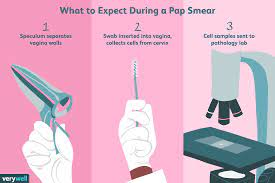 What to Expect During a Pap Smear
1
Speculum separates
vagina walls
2
Swab inserted into vagina,
collects cells from cervix
3
Cell samples sent to
pathology lab
verywell